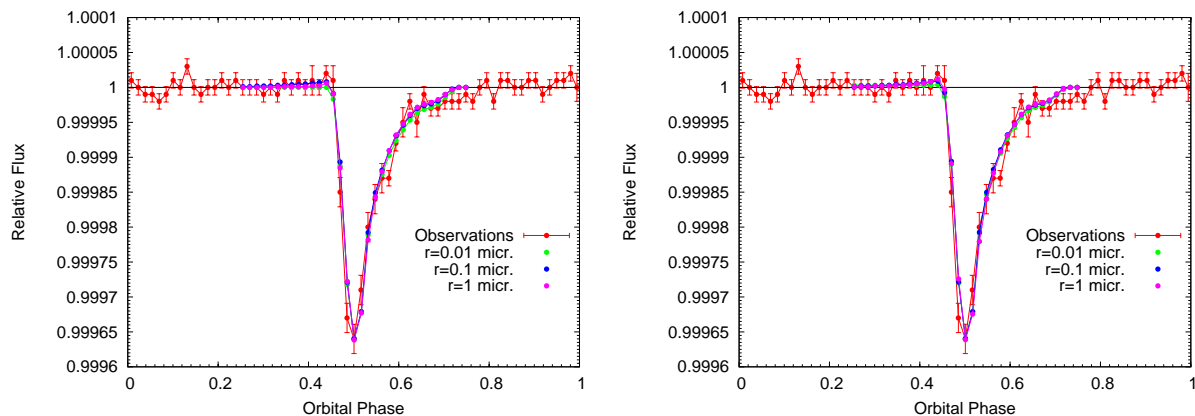 1.0001
1.00005
1
0.99995
0.9999
0.99985
0.9998
0.99975
0.9997
0.99965
0.9996
Relative Flux
0 0.2 0.4 0.6 0.8 1
Orbital Phase
Observations
r=0.01 micr.
r=0.1 micr.
r=1 micr.
1.0001
1.00005
1
0.99995
0.9999
0.99985
0.9998
0.99975
0.9997
0.99965
0.9996
Relative Flux
0 0.2 0.4 0.6 0.8 1
Orbital Phase
Observations
r=0.01 micr.
r=0.1 micr.
r=1 micr.